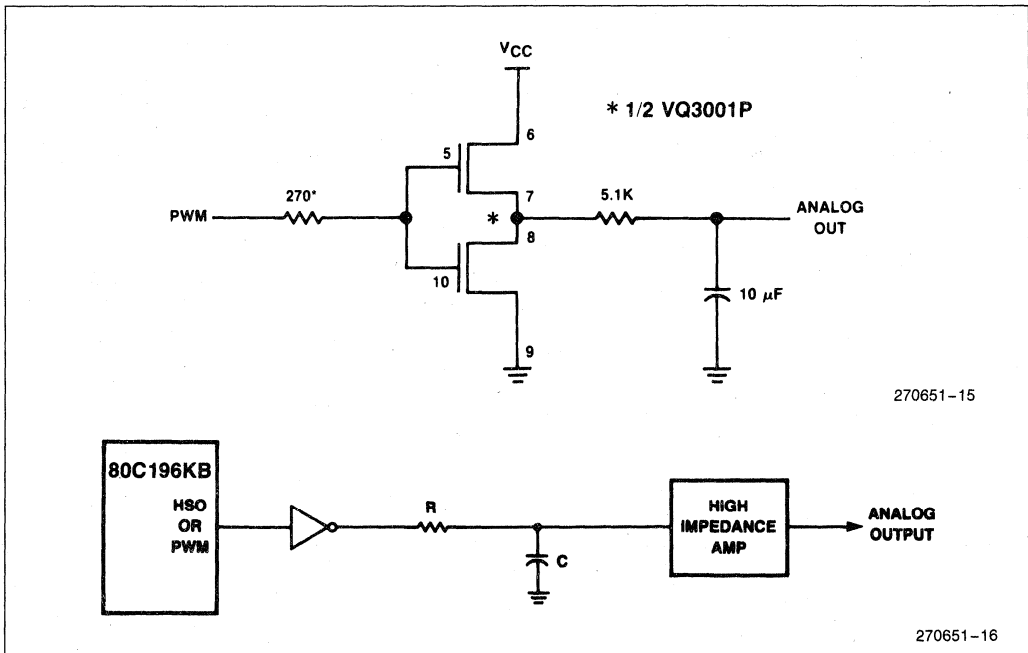 VCC
* 1/2 VQ3001P
6
5
270*
7
5.1K
PWM
*
ANALOG
OUT
8
10
10 µF
9
270651-15
80C196KB
HSO
OR
PWM
R
C
HIGH
IMPEDANCE
AMP
ANALOG
OUTPUT
270651-16